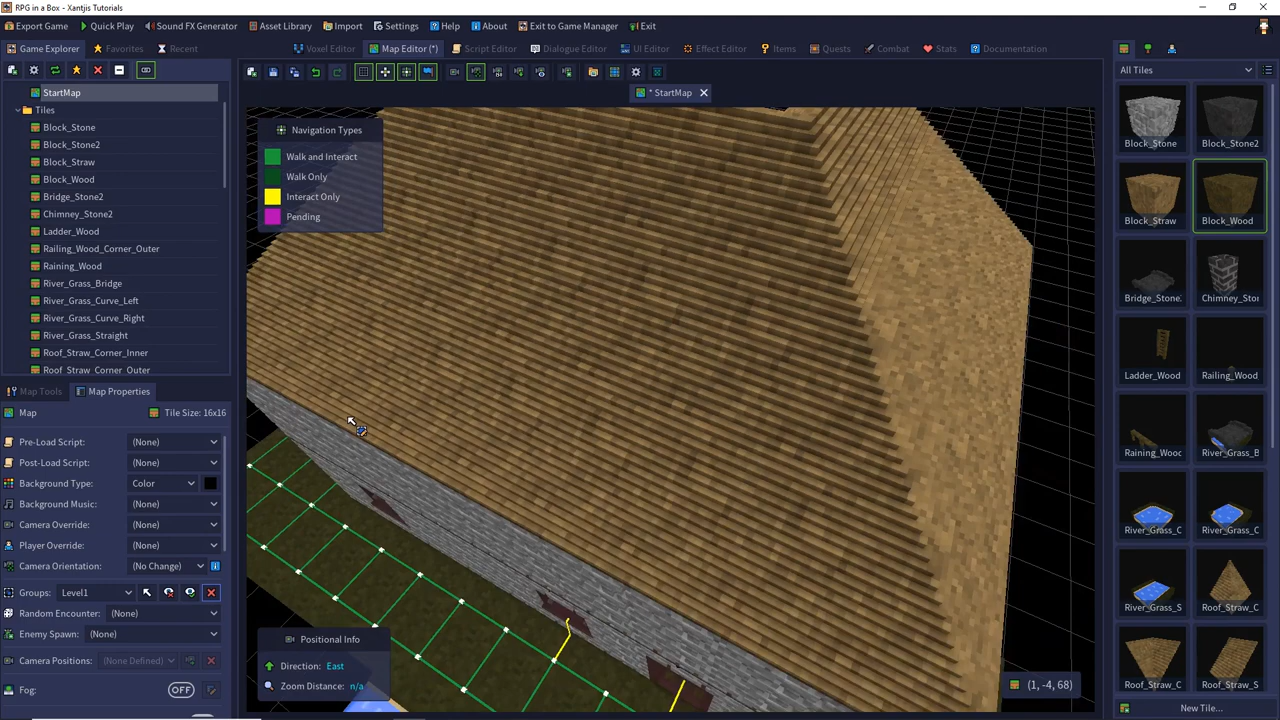 RPG in a Box - Xantjis Tutorials
Export Game Quick Play Sound FX Generator Asset Library Import Settings Help About Exit to Game Manager Exit
Game Explorer Favorites Recent
Voxel Editor Map Editor (*) Script Editor Dialogue Editor UI Editor Effect Editor Items Quests Combat Stats Documentation
All Tiles
* StartMap
StartMap
Tiles
Block_Stone
Block_Stone2
Block_Straw
Block_Wood
Bridge_Stone2
Chimney_Stone2
Ladder_Wood
Railing_Wood_Corner_Outer
Raining_Wood
River_Grass_Bridge
River_Grass_Curve_Left
River_Grass_Curve_Right
River_Grass_Straight
Roof_Straw_Corner_Inner
Roof_Straw_Corner_Outer
Map Tools Map Properties
Map Tile Size: 16x16
Pre-Load Script: (None)
Post-Load Script: (None)
Background Type: Color
Background Music: (None)
Camera Override: (None)
Player Override: (None)
Camera Orientation: (No Change)
Groups: Level1
Random Encounter: (None)
Enemy Spawn: (None)
Camera Positions: (None Defined)
Fog: OFF
Navigation Types
Walk and Interact
Walk Only
Interact Only
Pending
Positional Info
Direction: East
Zoom Distance: n/a
(1, -4, 68)
Block_Stone Block_Stone2
Block_Straw Block_Wood
Bridge_Stone2 Chimney_Stor
Ladder_Wood Railing_Wood
Raining_Wood River_Grass_B
River_Grass_C River_Grass_C
River_Grass_S Roof_Straw_C
Roof_Straw_C Roof_Straw_S
New Tile...